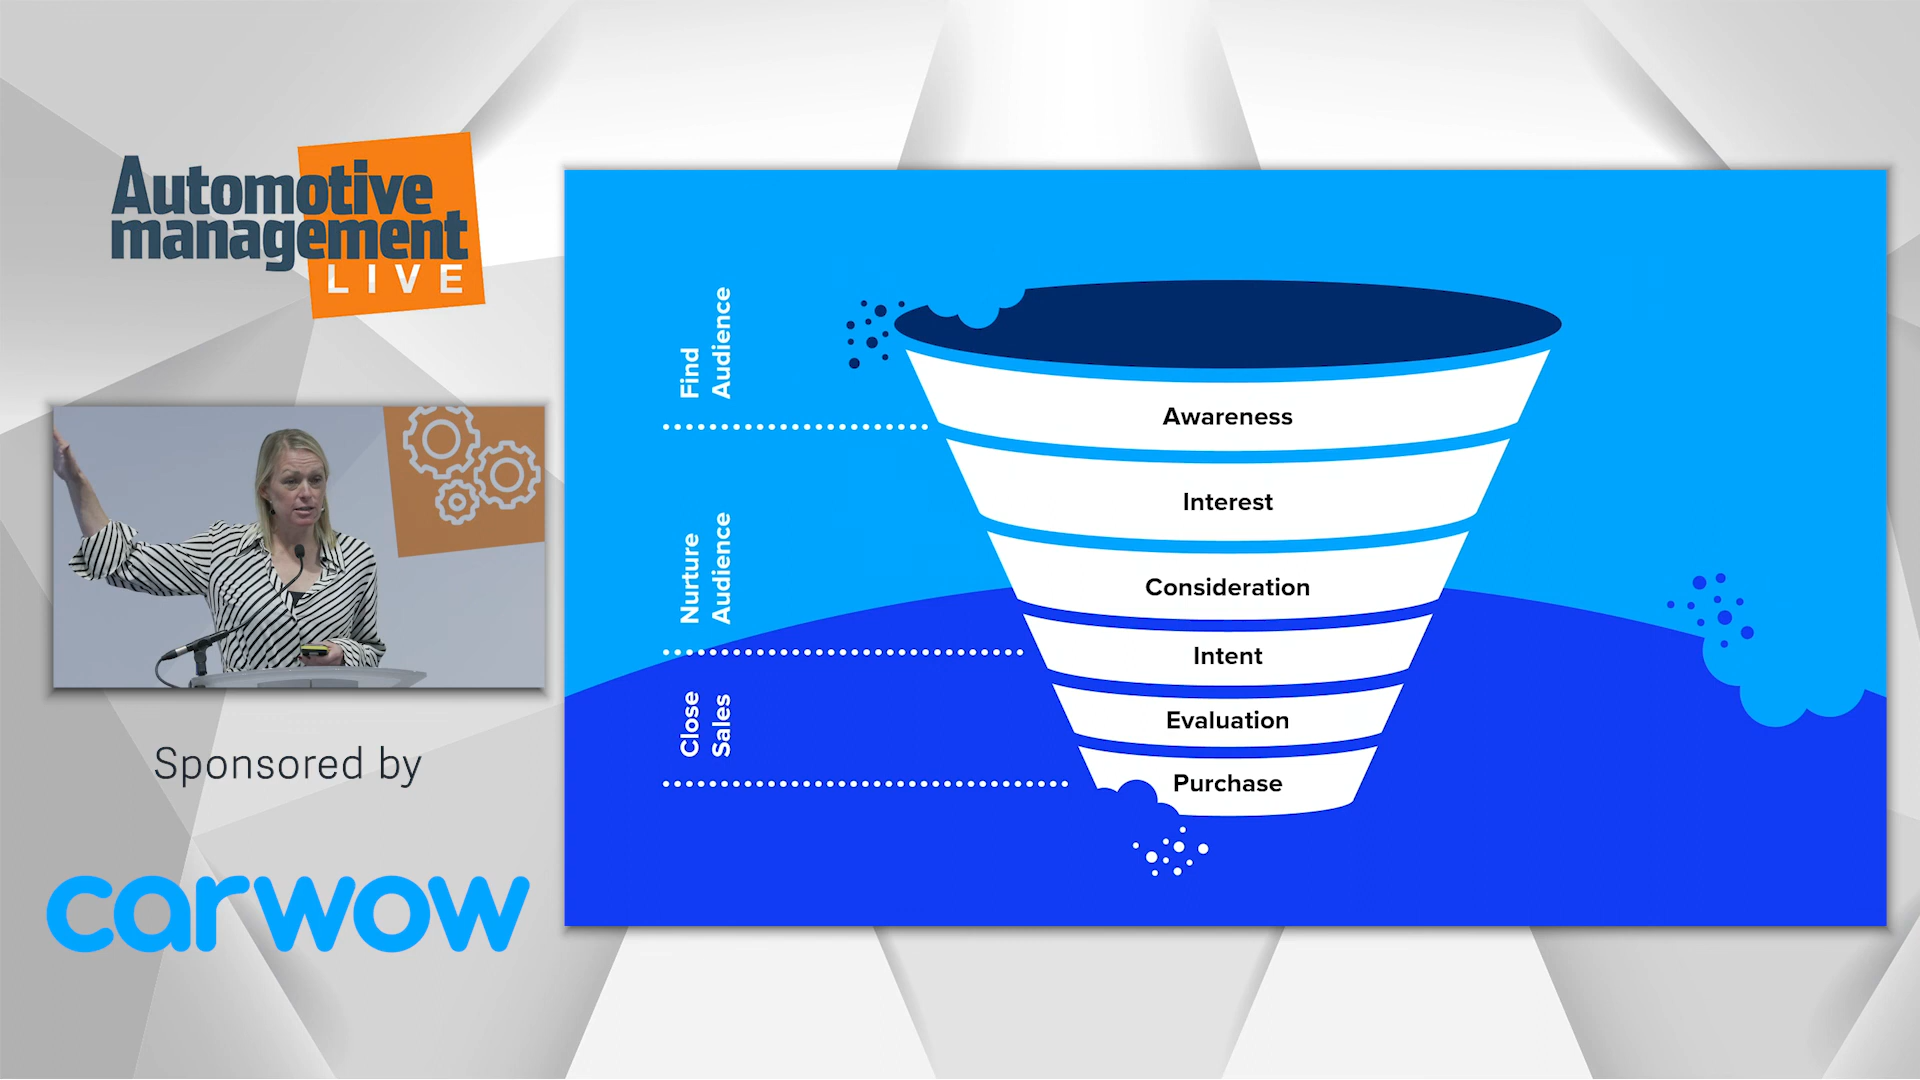 Automotive
management
LIVE
Sponsored by
carwow
Find
Audience
Nurture
Audience
Close
Sales
Awareness
Interest
Consideration
Intent
Evaluation
Purchase